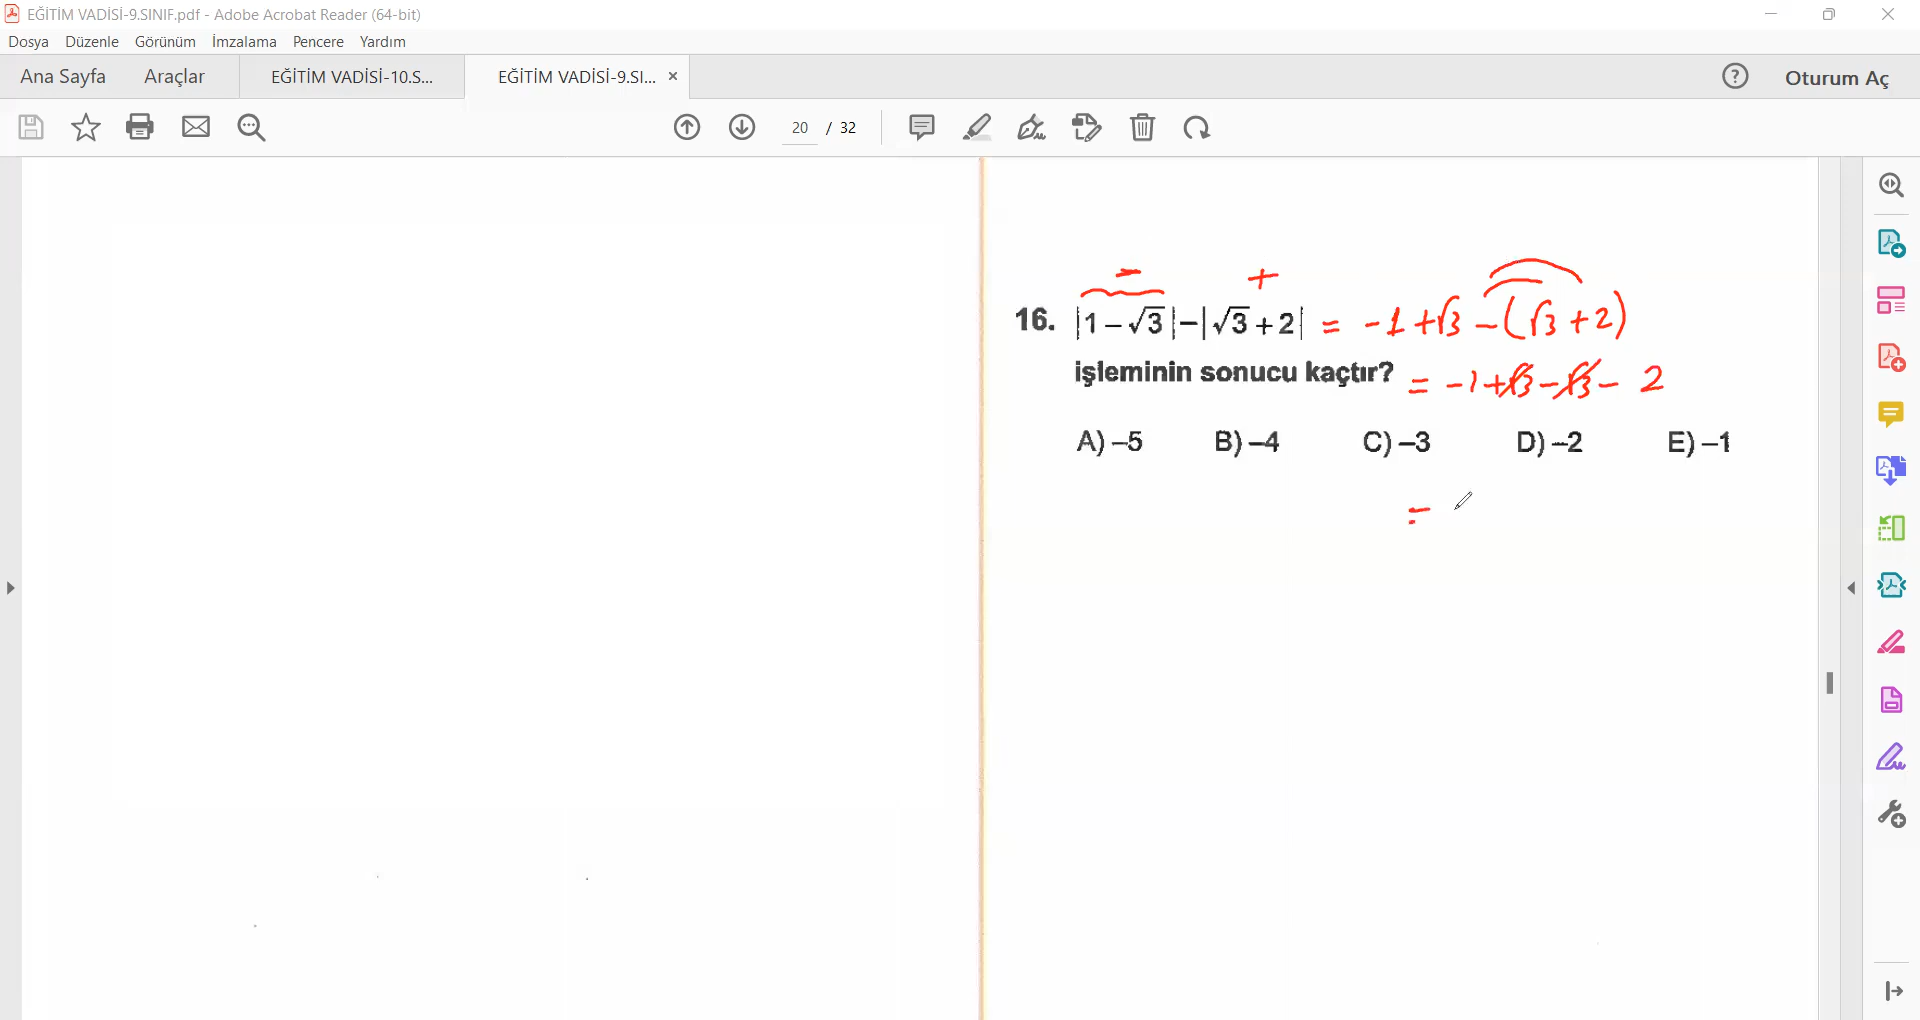 EĞİTİM VADİSİ-9.SINIF.pdf - Adobe Acrobat Reader (64-bit)
Dosya Düzenle Görünüm İmzalama Pencere Yardım
Ana Sayfa Araçlar EĞİTİM VADİSİ-10.S... EĞİTİM VADİSİ-9.SI... × ? Oturum Aç
20 / 32
- +
16. |1 – √3| – |√3 + 2| = -1 + √3 - (√3 + 2)
işleminin sonucu kaçtır? = -1 + √3 - √3 - 2
A) –5 B) –4 C) –3 D) –2 E) –1
=